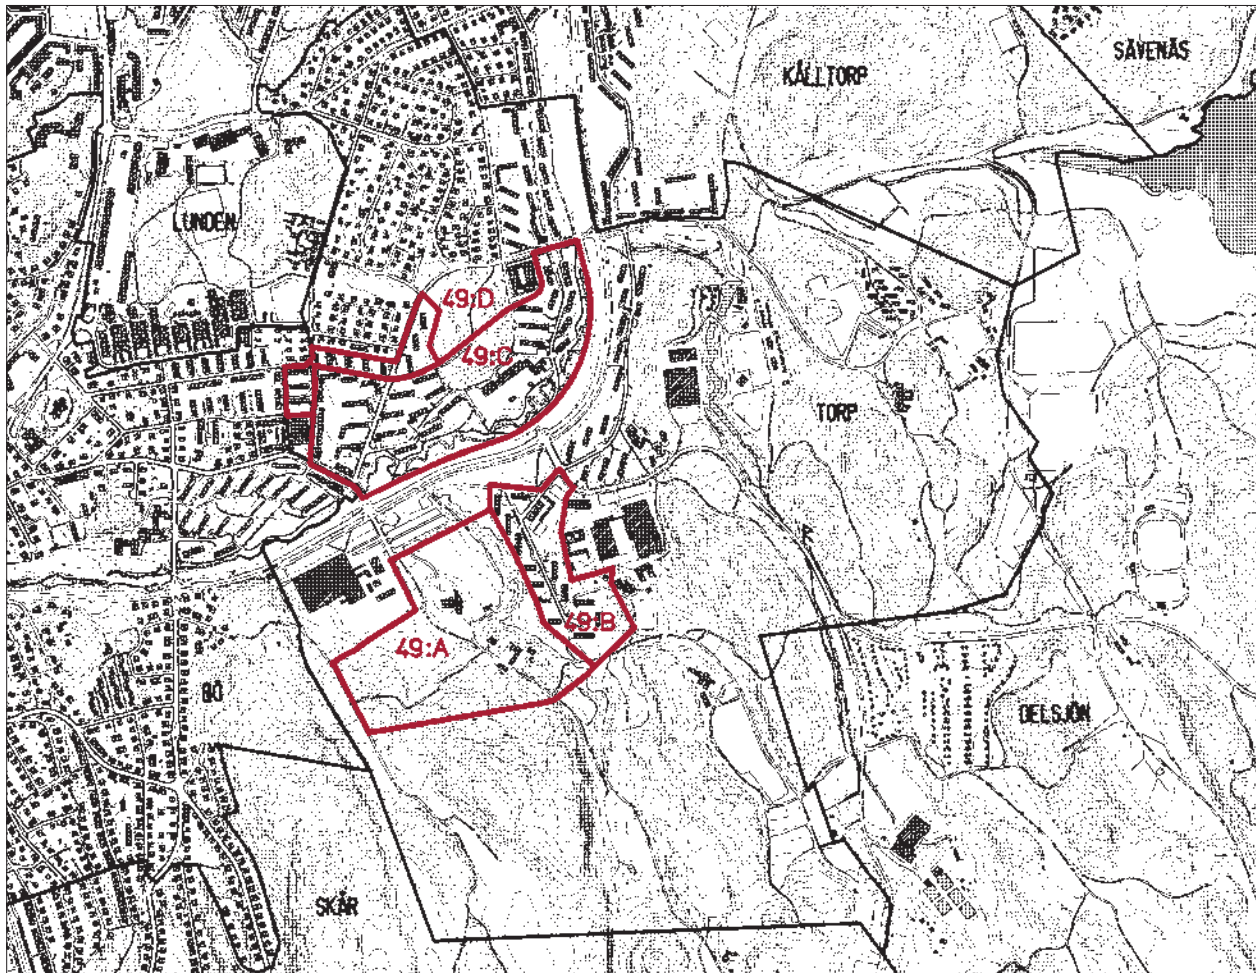 SÄVENÄS
KÅLLTORP
LUNDEN
49:D
49:C
TORP
49:B
49:A
BÖ
DELSJÖN
SKÅR